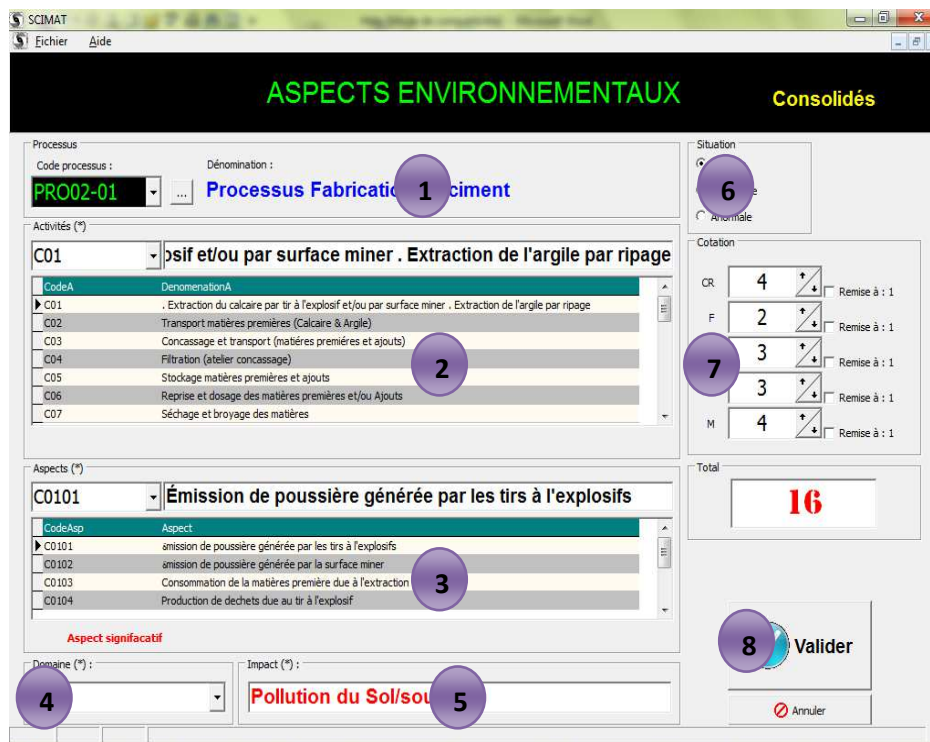 SCIMAT
Fichier Aide
ASPECTS ENVIRONNEMENTAUX
Consolidés
Processus
Code processus :
Dénomination :
PRO02-01
...
Processus Fabrication ciment
1
Situation
6
Anormale
Activités (*)
C01
osif et/ou par surface miner . Extraction de l'argile par ripage
CodeA DenomenationA
C01 . Extraction du calcaire par tir à l'explosif et/ou par surface miner . Extraction de l'argile par ripage
C02 Transport matières premières (Calcaire & Argile)
C03 Concassage et transport (matiéres premiéres et ajouts)
C04 Filtration (atelier concassage)
C05 Stockage matières premières et ajouts
C06 Reprise et dosage des matières premières et/ou Ajouts
C07 Séchage et broyage des matières
2
Cotation
CR 4 Remise à : 1
F 2 Remise à : 1
3 Remise à : 1
3 Remise à : 1
M 4 Remise à : 1
7
Aspects (*)
C0101
Émission de poussière générée par les tirs à l'explosifs
CodeAsp Aspect
C0101 émission de poussière générée par les tirs à l'explosifs
C0102 émission de poussière générée par la surface miner
C0103 Consommation de la matières première due à l'extraction
C0104 Production de dechets due au tir à l'explosif
3
Aspect signifacatif
Total
16
Domaine (*) :
4
Impact (*) :
Pollution du Sol/sou
5
8
Valider
Annuler